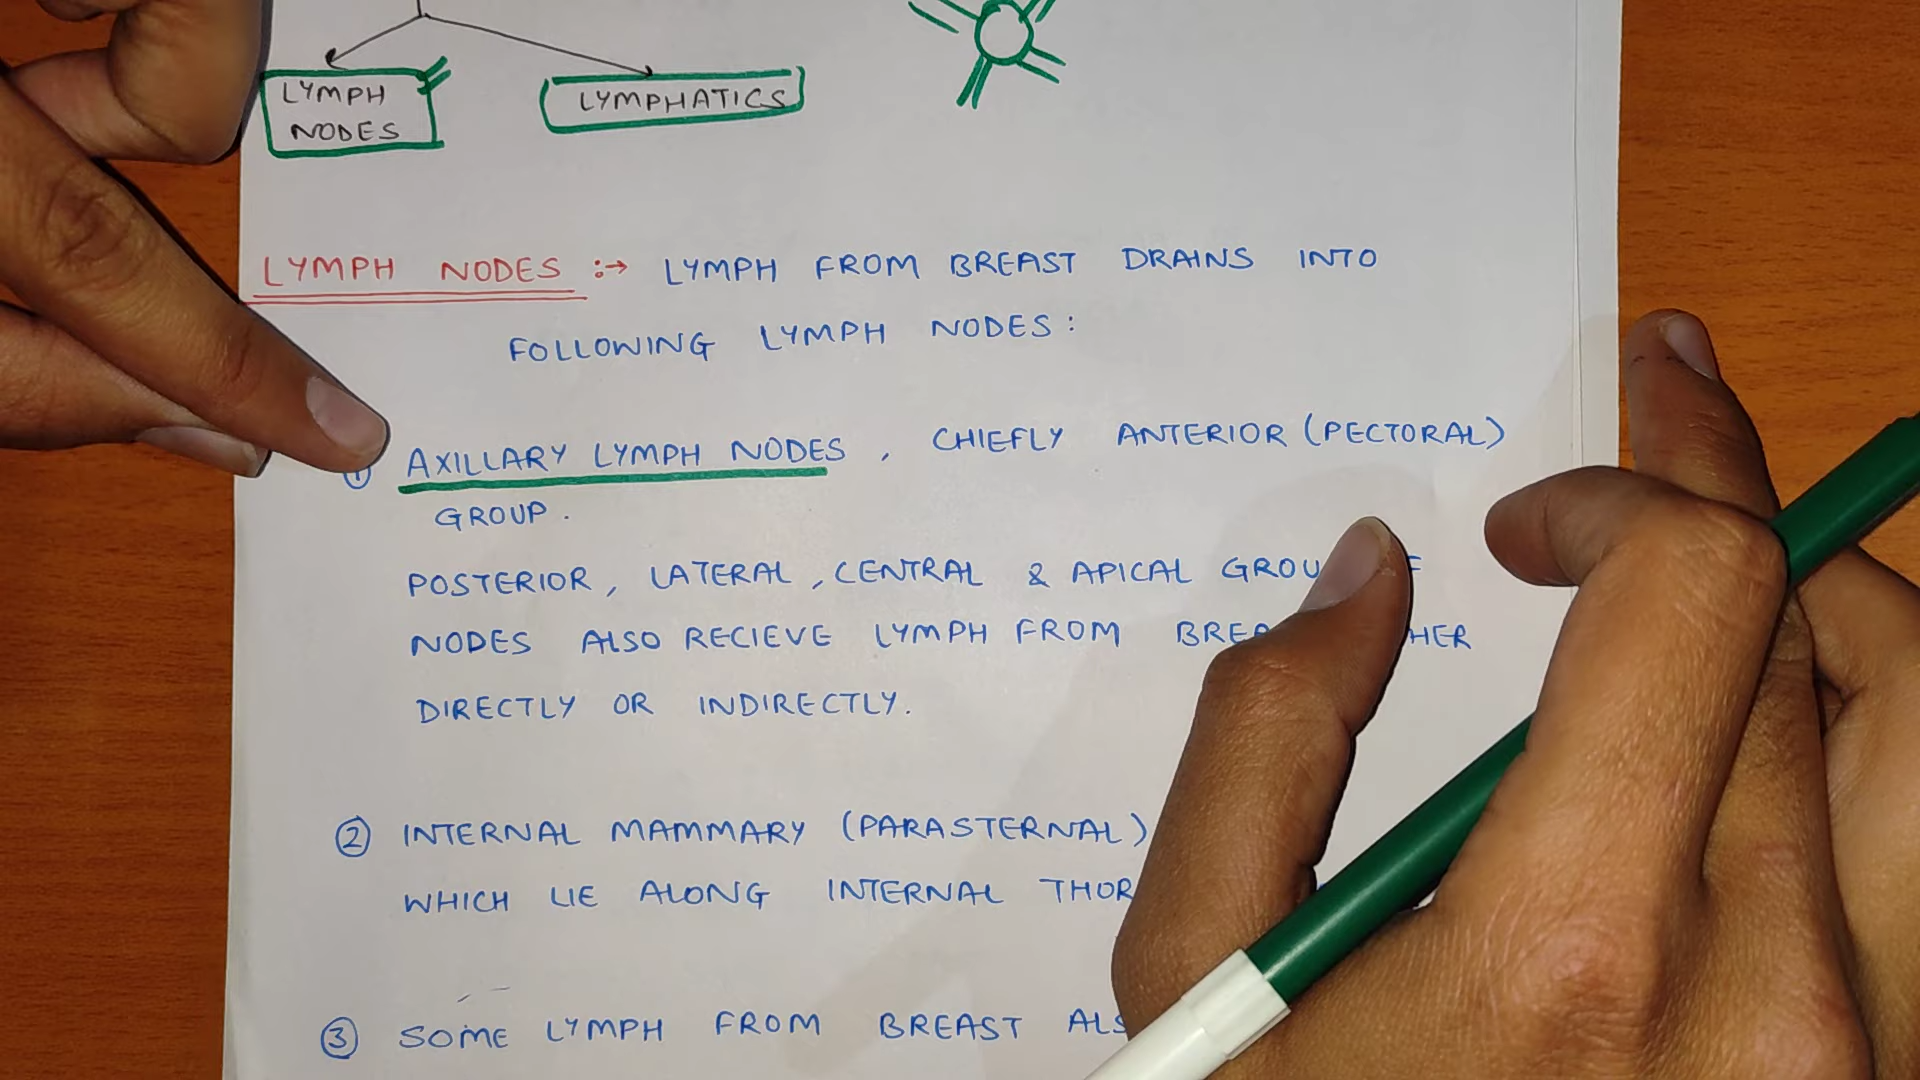 LYMPH
NODES
LYMPHATICS
LYMPH NODES :→ LYMPH FROM BREAST DRAINS INTO
FOLLOWING LYMPH NODES:
① AXILLARY LYMPH NODES, CHIEFLY ANTERIOR (PECTORAL)
GROUP.
POSTERIOR, LATERAL, CENTRAL & APICAL
NODES ALSO RECIEVE LYMPH FROM
DIRECTLY OR INDIRECTLY.
② INTERNAL MAMMARY (PARASTERNAL)
WHICH LIE ALONG INTERNAL
③ SOME LYMPH FROM BREAST